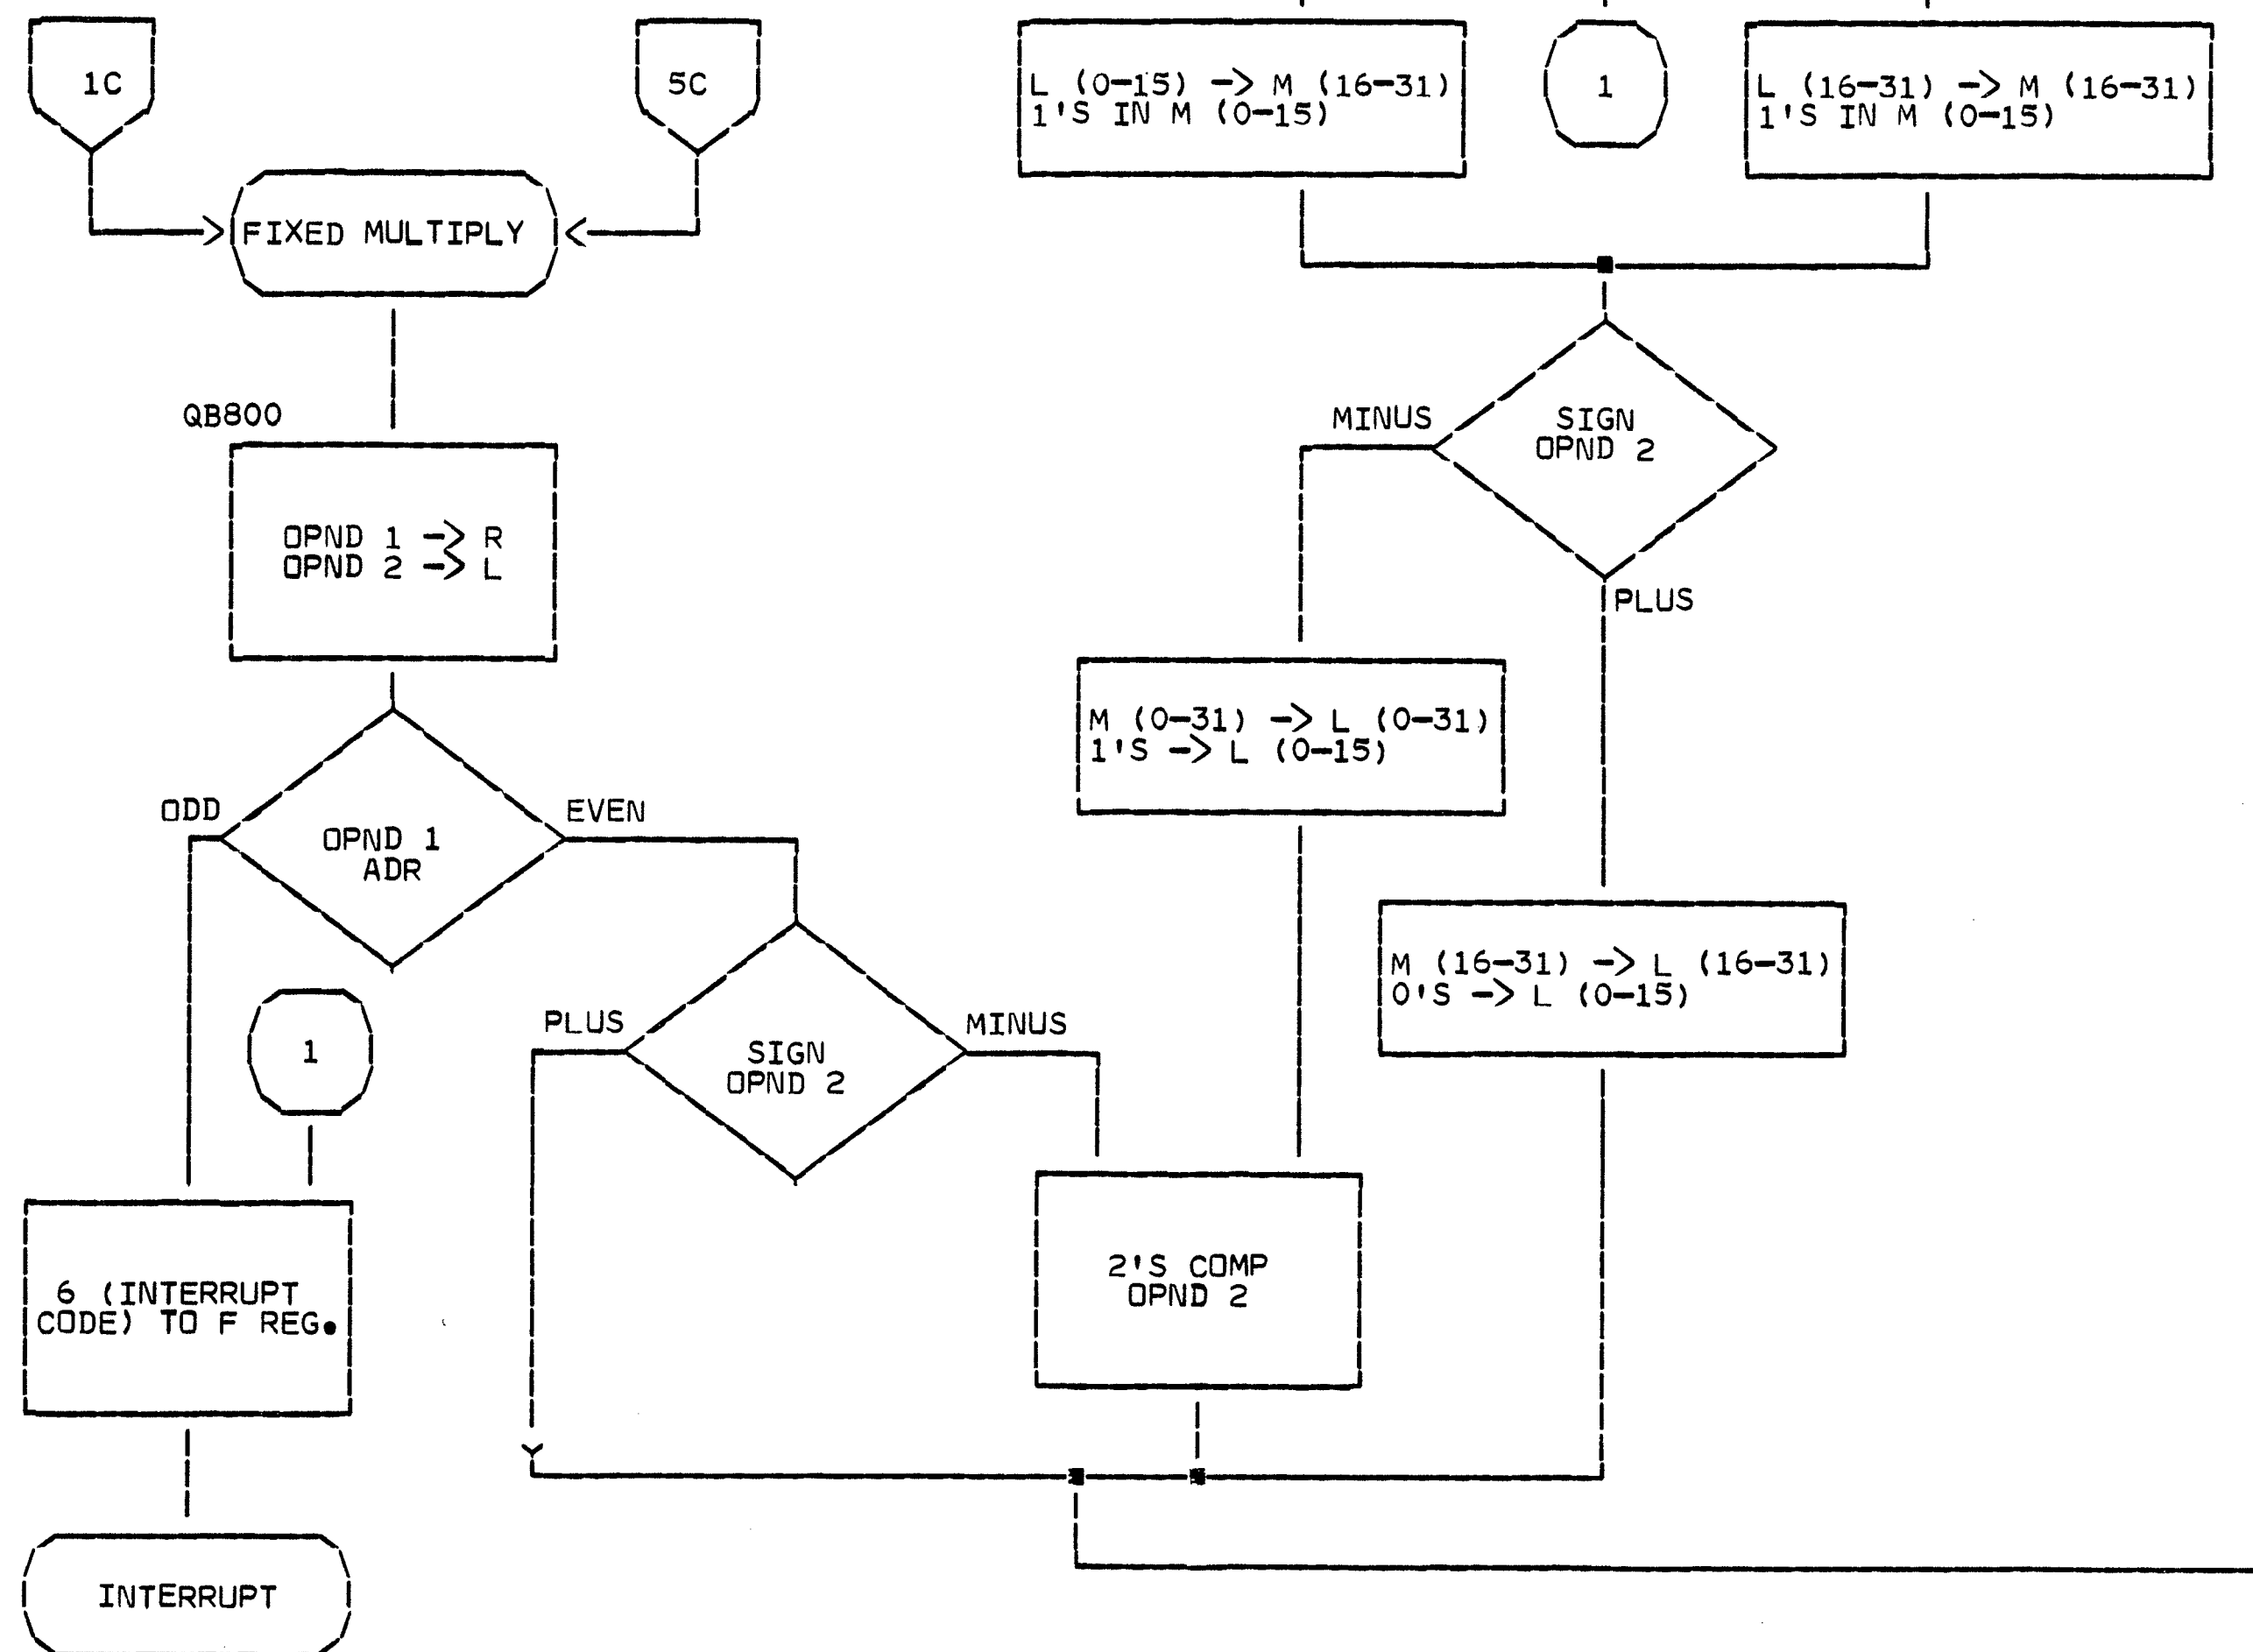 1C
5C
FIXED MULTIPLY
QB800
OPND 1 -> R
OPND 2 -> L
ODD
EVEN
OPND 1
ADR
1
PLUS
MINUS
SIGN
OPND 2
6 (INTERRUPT
CODE) TO F REG.
INTERRUPT
L (0-15) -> M (16-31)
1'S IN M (0-15)
1
L (16-31) -> M (16-31)
1'S IN M (0-15)
MINUS
SIGN
OPND 2
PLUS
M (0-31) -> L (0-31)
1'S -> L (0-15)
M (16-31) -> L (16-31)
0'S -> L (0-15)
2'S COMP
OPND 2